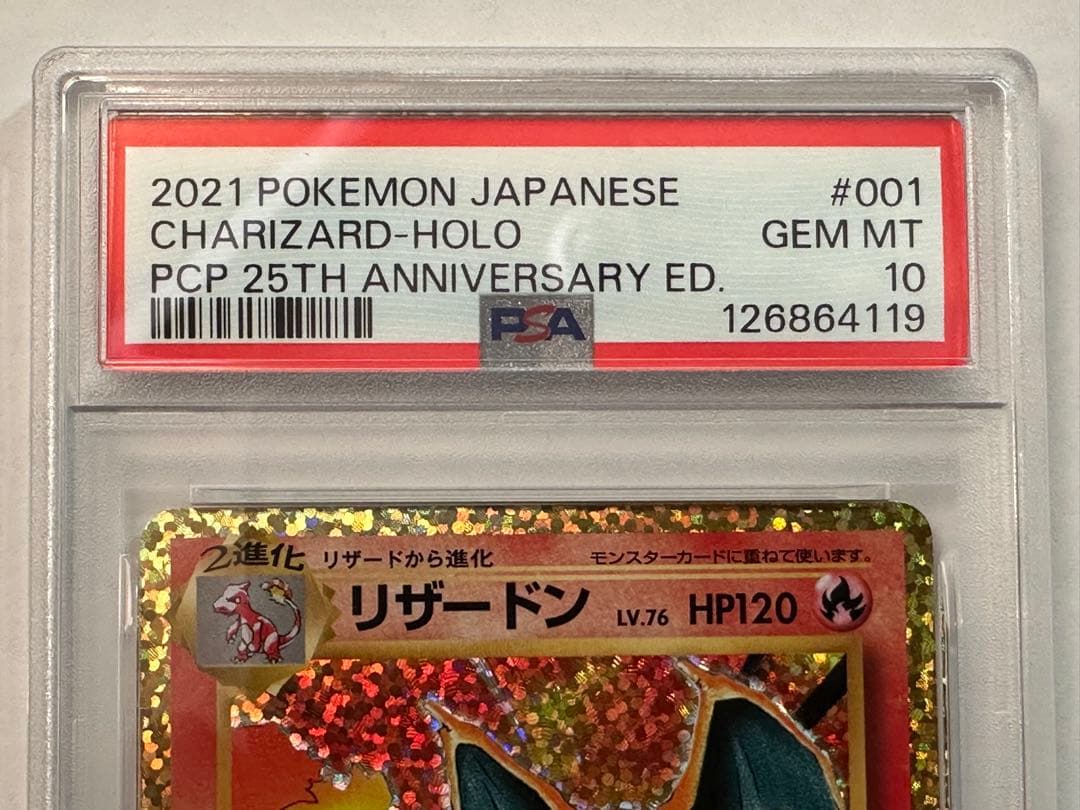 2021 POKEMON JAPANESE #001
CHARIZARD-HOLO GEM MT
PCP 25TH ANNIVERSARY ED. 10
PSA 126864119
2進化 リザードから進化 モンスターカードに重ねて使います。
リザードン LV.76 HP120